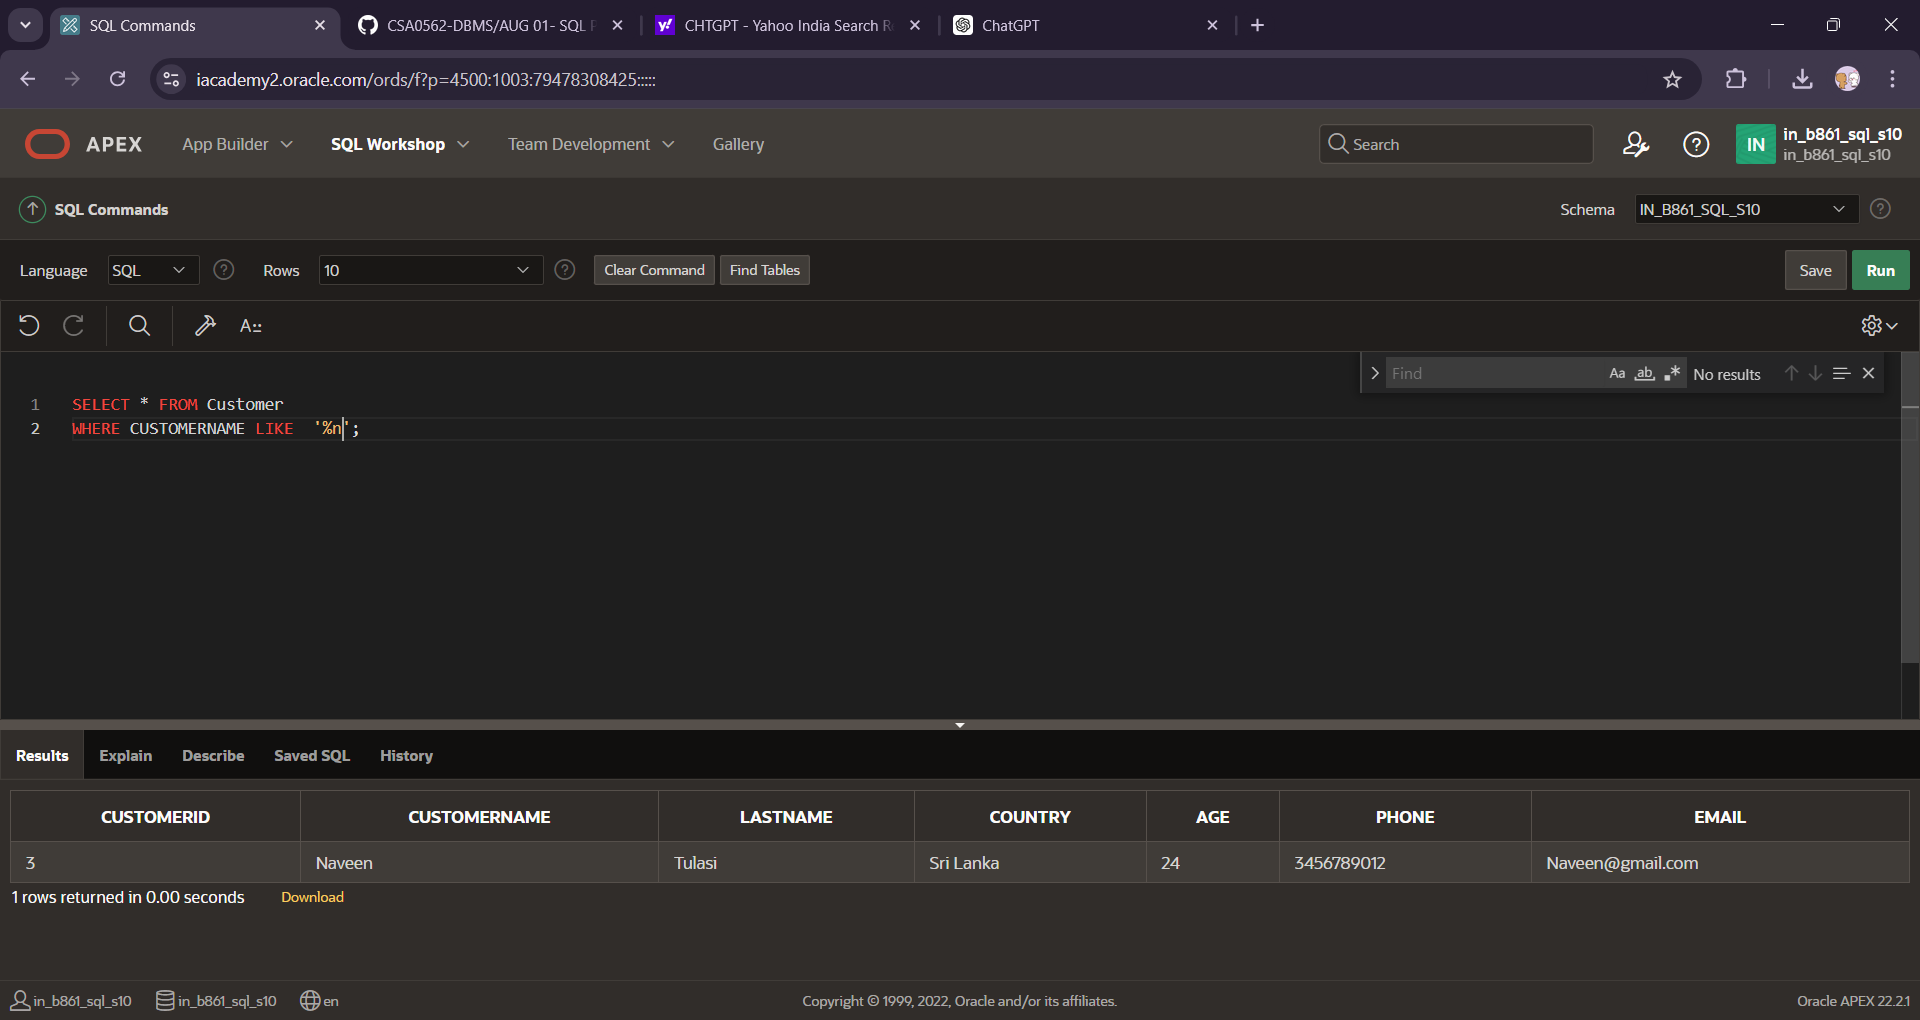 SQL Commands
CSA0562-DBMS/AUG 01- SQL P
CHTGPT - Yahoo India Search R
ChatGPT
iacademy2.oracle.com/ords/f?p=4500:1003:79478308425:::::
APEX
App Builder
SQL Workshop
Team Development
Gallery
Search
IN
in_b861_sql_s10
in_b861_sql_s10
SQL Commands
Schema
IN_B861_SQL_S10
Language
SQL
Rows
10
Clear Command
Find Tables
Save
Run
A::
Find
Aa
ab
.*
No results
1 SELECT * FROM Customer
2 WHERE CUSTOMERNAME LIKE  '%n';
Results
Explain
Describe
Saved SQL
History
CUSTOMERID CUSTOMERNAME LASTNAME COUNTRY AGE PHONE EMAIL
3 Naveen Tulasi Sri Lanka 24 3456789012 Naveen@gmail.com
1 rows returned in 0.00 seconds
Download
in_b861_sql_s10
in_b861_sql_s10
en
Copyright © 1999, 2022, Oracle and/or its affiliates.
Oracle APEX 22.2.1